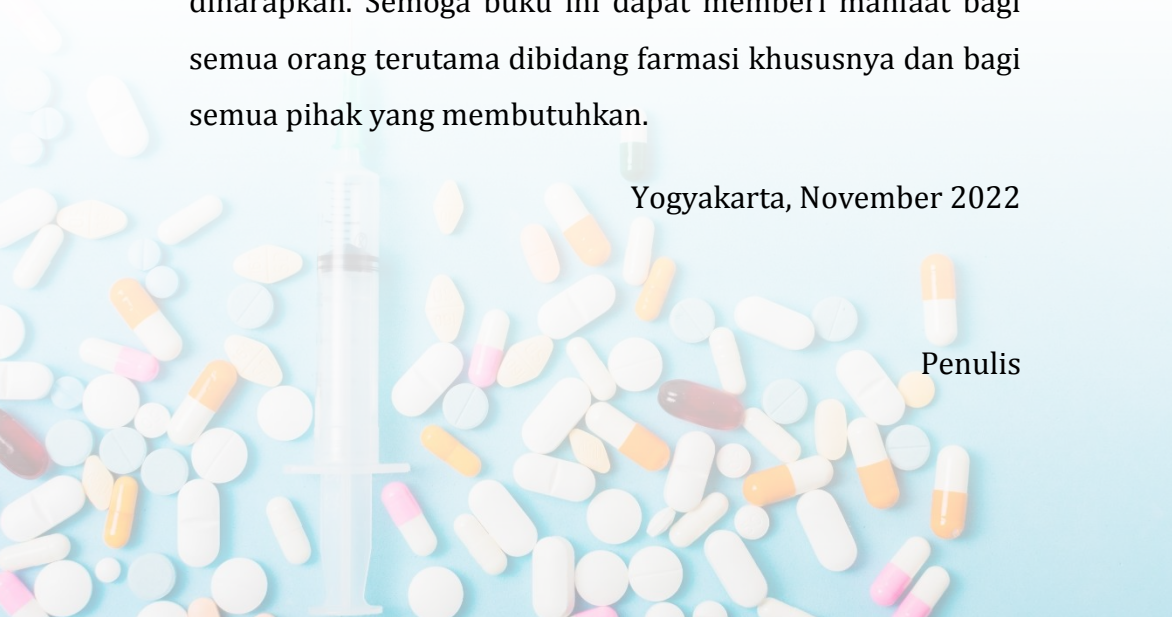 diharapkan. Semoga buku ini dapat memberi manfaat bagi
semua orang terutama dibidang farmasi khususnya dan bagi
semua pihak yang membutuhkan.
Yogyakarta, November 2022
Penulis